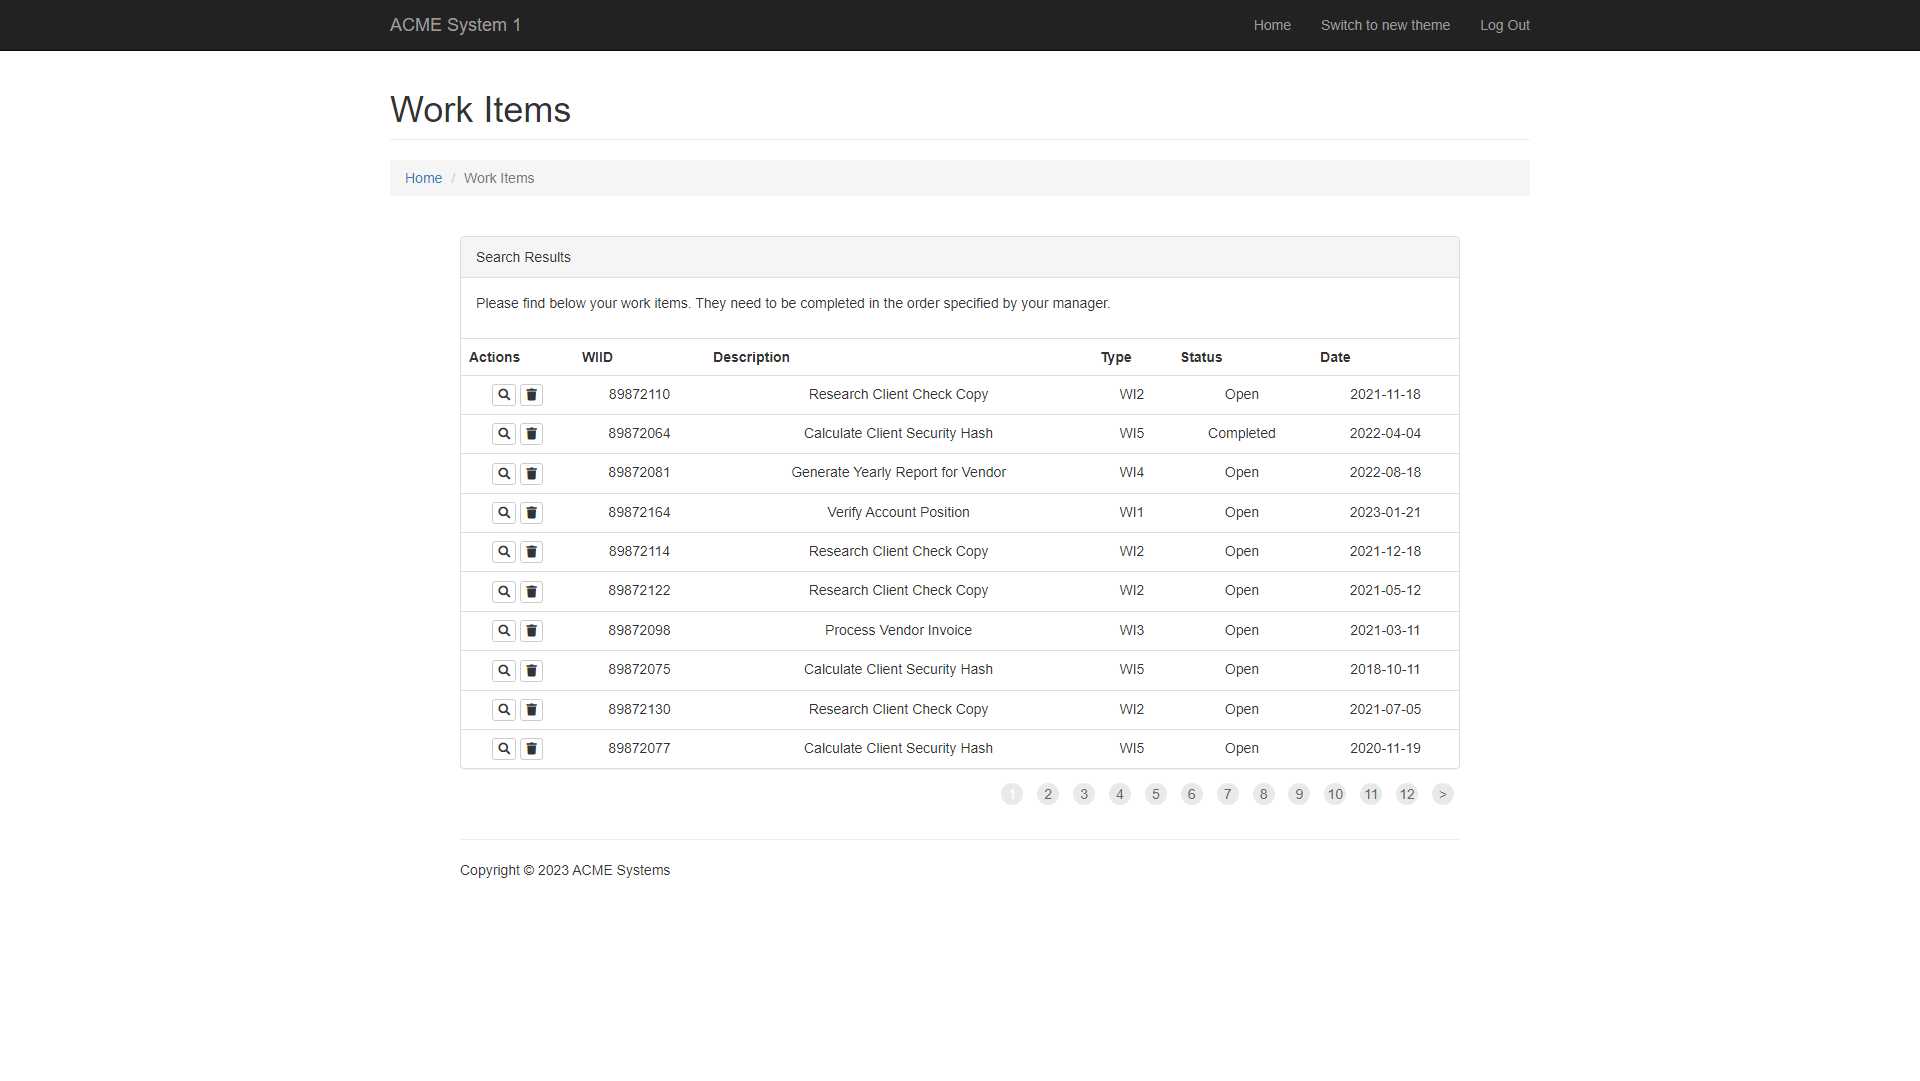 ACME System 1 Home Switch to new theme Log Out
Work Items
Home / Work Items
Search Results
Please find below your work items. They need to be completed in the order specified by your manager.
Actions WIID Description Type Status Date
89872110 Research Client Check Copy WI2 Open 2021-11-18
89872064 Calculate Client Security Hash WI5 Completed 2022-04-04
89872081 Generate Yearly Report for Vendor WI4 Open 2022-08-18
89872164 Verify Account Position WI1 Open 2023-01-21
89872114 Research Client Check Copy WI2 Open 2021-12-18
89872122 Research Client Check Copy WI2 Open 2021-05-12
89872098 Process Vendor Invoice WI3 Open 2021-03-11
89872075 Calculate Client Security Hash WI5 Open 2018-10-11
89872130 Research Client Check Copy WI2 Open 2021-07-05
89872077 Calculate Client Security Hash WI5 Open 2020-11-19
1 2 3 4 5 6 7 8 9 10 11 12 >
Copyright © 2023 ACME Systems